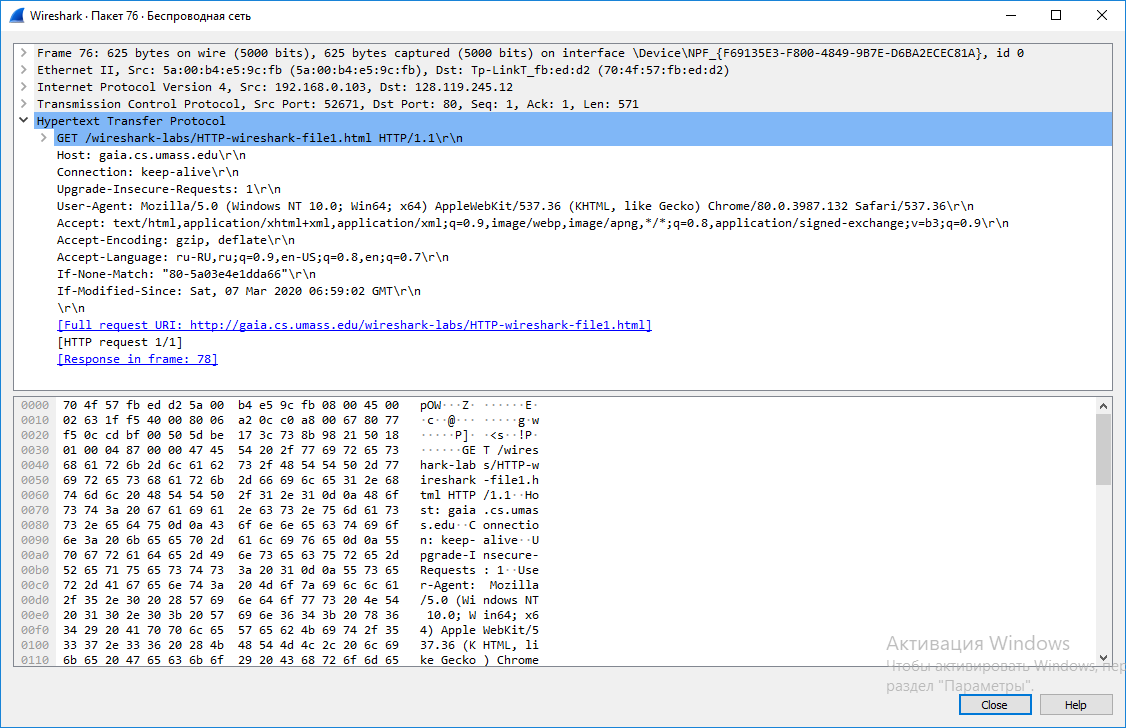 Wireshark · Пакет 76 · Беспроводная сеть
Frame 76: 625 bytes on wire (5000 bits), 625 bytes captured (5000 bits) on interface \Device\NPF_{F69135E3-F800-4849-9B7E-D6BA2ECEC81A}, id 0
Ethernet II, Src: 5a:00:b4:e5:9c:fb (5a:00:b4:e5:9c:fb), Dst: Tp-LinkT_fb:ed:d2 (70:4f:57:fb:ed:d2)
Internet Protocol Version 4, Src: 192.168.0.103, Dst: 128.119.245.12
Transmission Control Protocol, Src Port: 52671, Dst Port: 80, Seq: 1, Ack: 1, Len: 571
Hypertext Transfer Protocol
GET /wireshark-labs/HTTP-wireshark-file1.html HTTP/1.1\r\n
Host: gaia.cs.umass.edu\r\n
Connection: keep-alive\r\n
Upgrade-Insecure-Requests: 1\r\n
User-Agent: Mozilla/5.0 (Windows NT 10.0; Win64; x64) AppleWebKit/537.36 (KHTML, like Gecko) Chrome/80.0.3987.132 Safari/537.36\r\n
Accept: text/html,application/xhtml+xml,application/xml;q=0.9,image/webp,image/apng,*/*;q=0.8,application/signed-exchange;v=b3;q=0.9\r\n
Accept-Encoding: gzip, deflate\r\n
Accept-Language: ru-RU,ru;q=0.9,en-US;q=0.8,en;q=0.7\r\n
If-None-Match: "80-5a03e4e1dda66"\r\n
If-Modified-Since: Sat, 07 Mar 2020 06:59:02 GMT\r\n
\r\n
[Full request URI: http://gaia.cs.umass.edu/wireshark-labs/HTTP-wireshark-file1.html]
[HTTP request 1/1]
[Response in frame: 78]
0000 70 4f 57 fb ed d2 5a 00 b4 e5 9c fb 08 00 45 00 pOW···Z· ······E·
0010 02 63 1f f5 40 00 80 06 a2 0c c0 a8 00 67 80 77 ·c··@··· ·····g·w
0020 f5 0c cd bf 00 50 5d be 17 3c 73 8b 98 21 50 18 ·····P]· ·<s··!P·
0030 01 00 04 87 00 00 47 45 54 20 2f 77 69 72 65 73 ······GE T /wires
0040 68 61 72 6b 2d 6c 61 62 73 2f 48 54 54 50 2d 77 hark-lab s/HTTP-w
0050 69 72 65 73 68 61 72 6b 2d 66 69 6c 65 31 2e 68 ireshark -file1.h
0060 74 6d 6c 20 48 54 54 50 2f 31 2e 31 0d 0a 48 6f tml HTTP /1.1··Ho
0070 73 74 3a 20 67 61 69 61 2e 63 73 2e 75 6d 61 73 st: gaia .cs.umas
0080 73 2e 65 64 75 0d 0a 43 6f 6e 6e 65 63 74 69 6f s.edu··C onnectio
0090 6e 3a 20 6b 65 65 70 2d 61 6c 69 76 65 0d 0a 55 n: keep- alive··U
00a0 70 67 72 61 64 65 2d 49 6e 73 65 63 75 72 65 2d pgrade-I nsecure-
00b0 52 65 71 75 65 73 74 73 3a 20 31 0d 0a 55 73 65 Requests : 1··Use
00c0 72 2d 41 67 65 6e 74 3a 20 4d 6f 7a 69 6c 6c 61 r-Agent: Mozilla
00d0 2f 35 2e 30 20 28 57 69 6e 64 6f 77 73 20 4e 54 /5.0 (Wi ndows NT
00e0 20 31 30 2e 30 3b 20 57 69 6e 36 34 3b 20 78 36 10.0; W in64; x6
00f0 34 29 20 41 70 70 6c 65 57 65 62 4b 69 74 2f 35 4) Apple WebKit/5
0100 33 37 2e 33 36 20 28 4b 48 54 4d 4c 2c 20 6c 69 37.36 (K HTML, li
0110 6b 65 20 47 65 63 6b 6f 29 20 43 68 72 6f 6d 65 ke Gecko ) Chrome
Активация Windows
Чтобы активировать Windows, пер
раздел "Параметры".
Close
Help